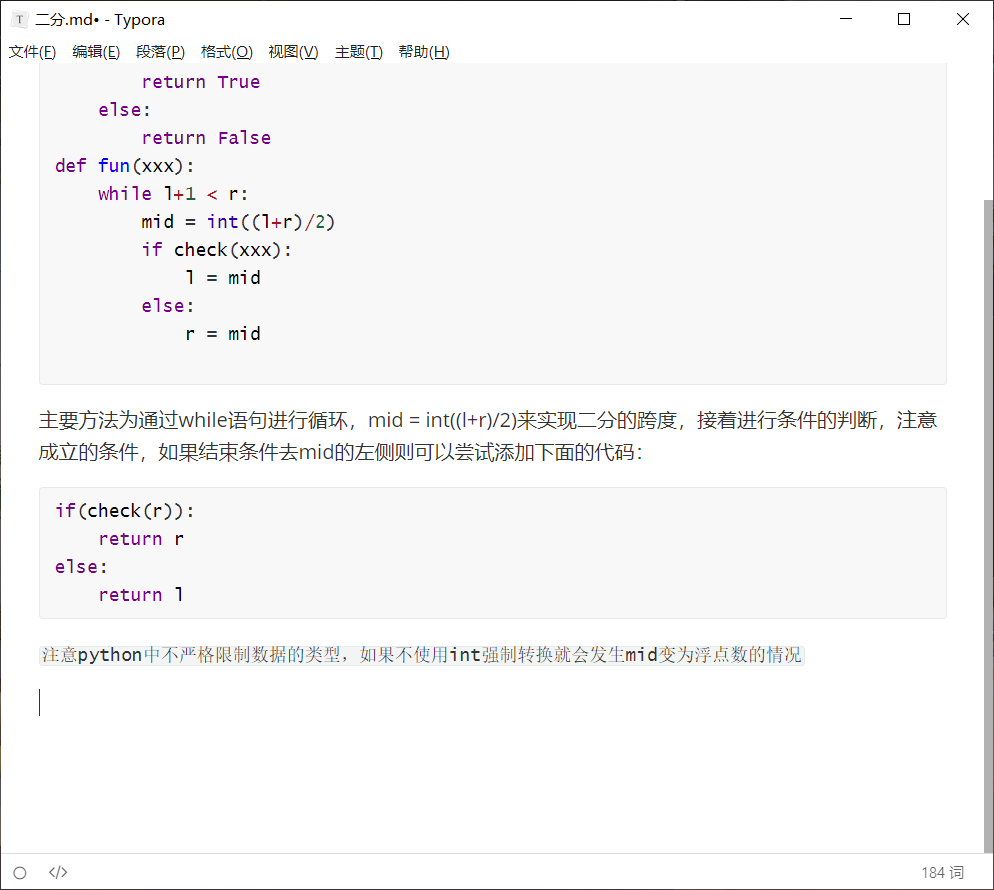 T 二分.md• - Typora
文件(F) 编辑(E) 段落(P) 格式(O) 视图(V) 主题(T) 帮助(H)
return True
else:
return False
def fun(xxx):
while l+1 < r:
mid = int((l+r)/2)
if check(xxx):
l = mid
else:
r = mid
主要方法为通过while语句进行循环，mid = int((l+r)/2)来实现二分的跨度，接着进行条件的判断，注意
成立的条件，如果结束条件去mid的左侧则可以尝试添加下面的代码：
if(check(r)):
return r
else:
return l
注意python中不严格限制数据的类型，如果不使用int强制转换就会发生mid变为浮点数的情况
</> 184 词